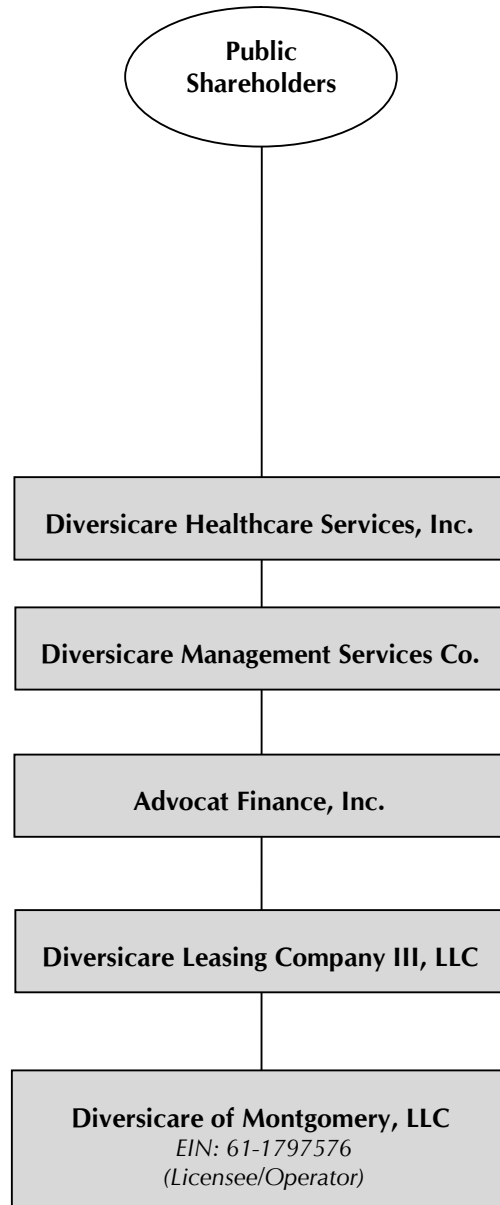 Public
Shareholders
Diversicare Healthcare Services, Inc.
Diversicare Management Services Co.
Advocat Finance, Inc.
Diversicare Leasing Company III, LLC
Diversicare of Montgomery, LLC
EIN: 61-1797576
(Licensee/Operator)